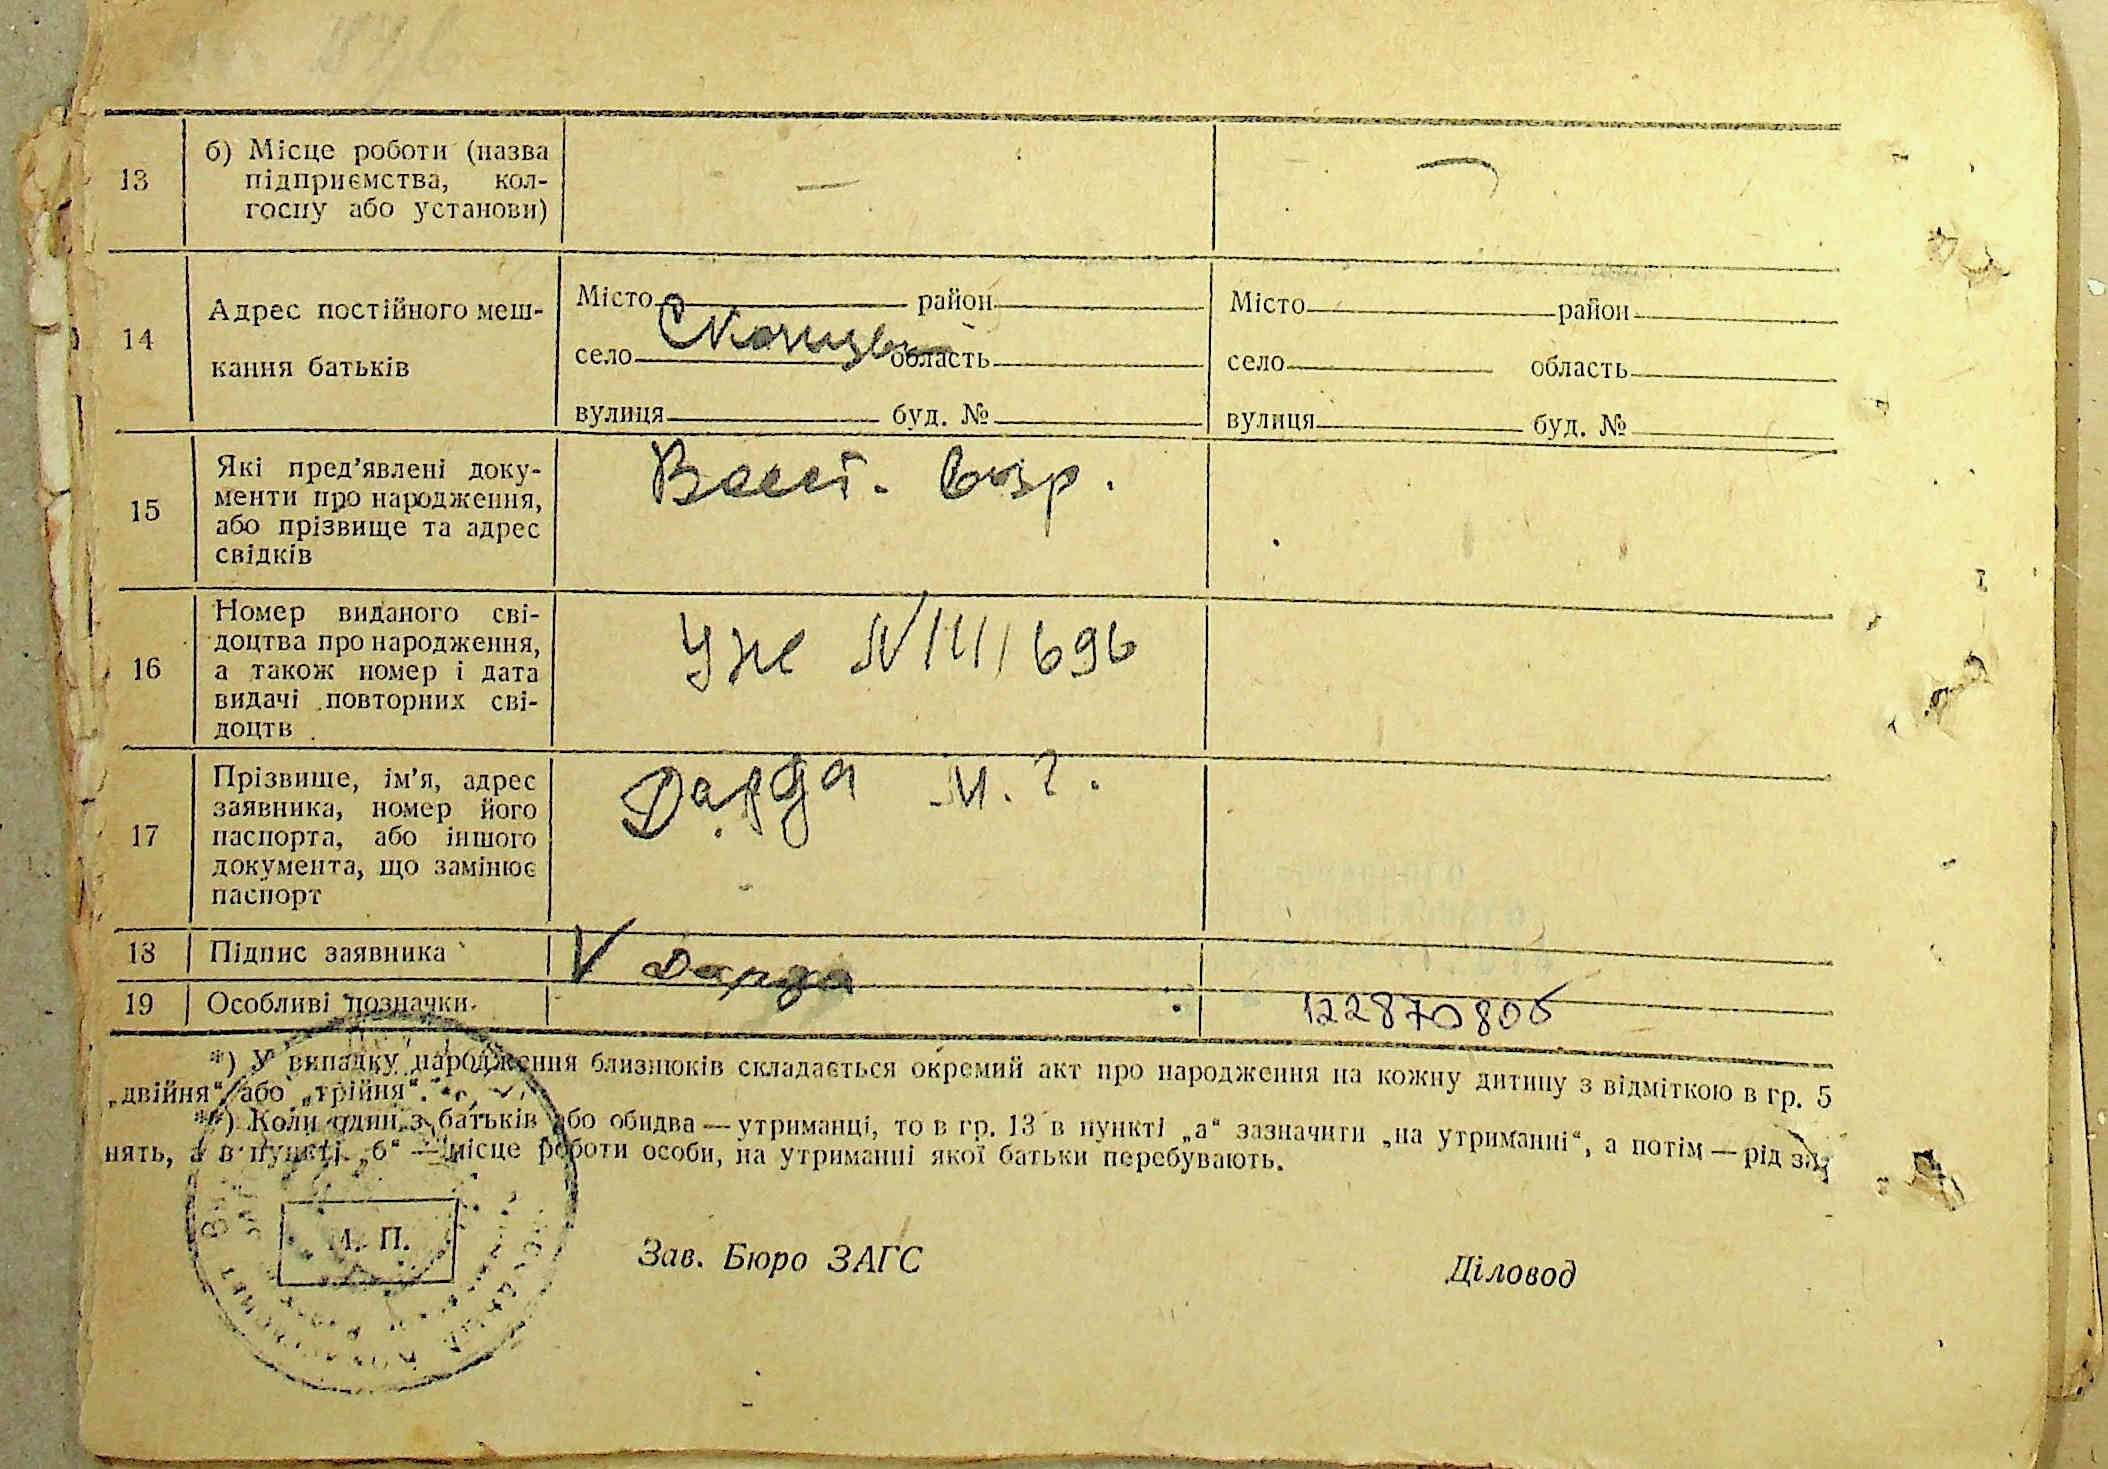 13
б) Місце роботи (назва
підприємства, кол-
госпу або установи)
—
—
14
Адрес постійного меш-
кання батьків
Місто район
село область
вулиця буд. №
Місто район
село область
вулиця буд. №
15
Які пред’явлені доку-
менти про народження,
або прізвище та адрес
свідків
16
Номер виданого сві-
доцтва про народження,
а також номер і дата
видачі повторних сві-
доцтв
696
17
Прізвище, ім’я, адрес
заявника, номер його
паспорта, або іншого
документа, що замінює
паспорт
Дарда
18
Підпис заявника
V Дарда
19
Особливі позначки
122870806
*) У випадку народження близнюків складається окремий акт про народження на кожну дитину з відміткою в гр. 5
„двійня“ або „трійня“.
**) Коли один з батьків або обидва — утриманці, то в гр. 13 в пункті „а“ зазначити „на утриманні“, а потім — рід за-
нять, а в пункті „б“ — місце роботи особи, на утриманні якої батьки перебувають.
М. П.
Зав. Бюро ЗАГС
Діловод